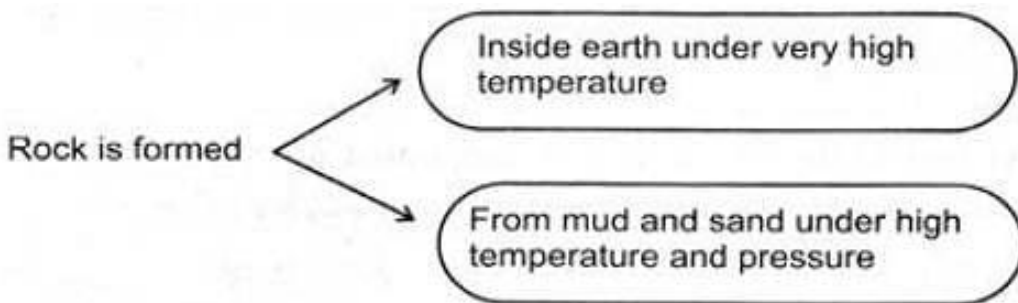 Inside earth under very high
temperature
Rock is formed
From mud and sand under high
temperature and pressure